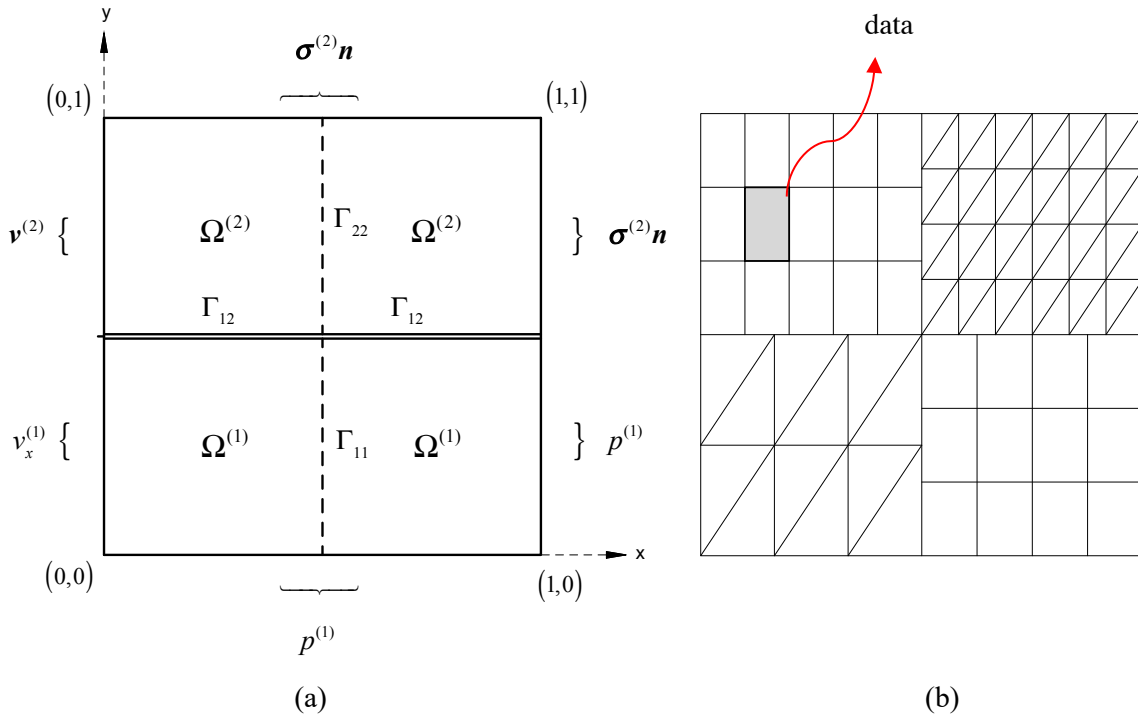 y
σ⁽²⁾n
data
(0,1)
(1,1)
v⁽²⁾ {
Ω⁽²⁾
Γ₂₂
Ω⁽²⁾
} σ⁽²⁾n
Γ₁₂
Γ₁₂
vₓ⁽¹⁾ {
Ω⁽¹⁾
Γ₁₁
Ω⁽¹⁾
} p⁽¹⁾
x
(0,0)
(1,0)
p⁽¹⁾
(a)
(b)